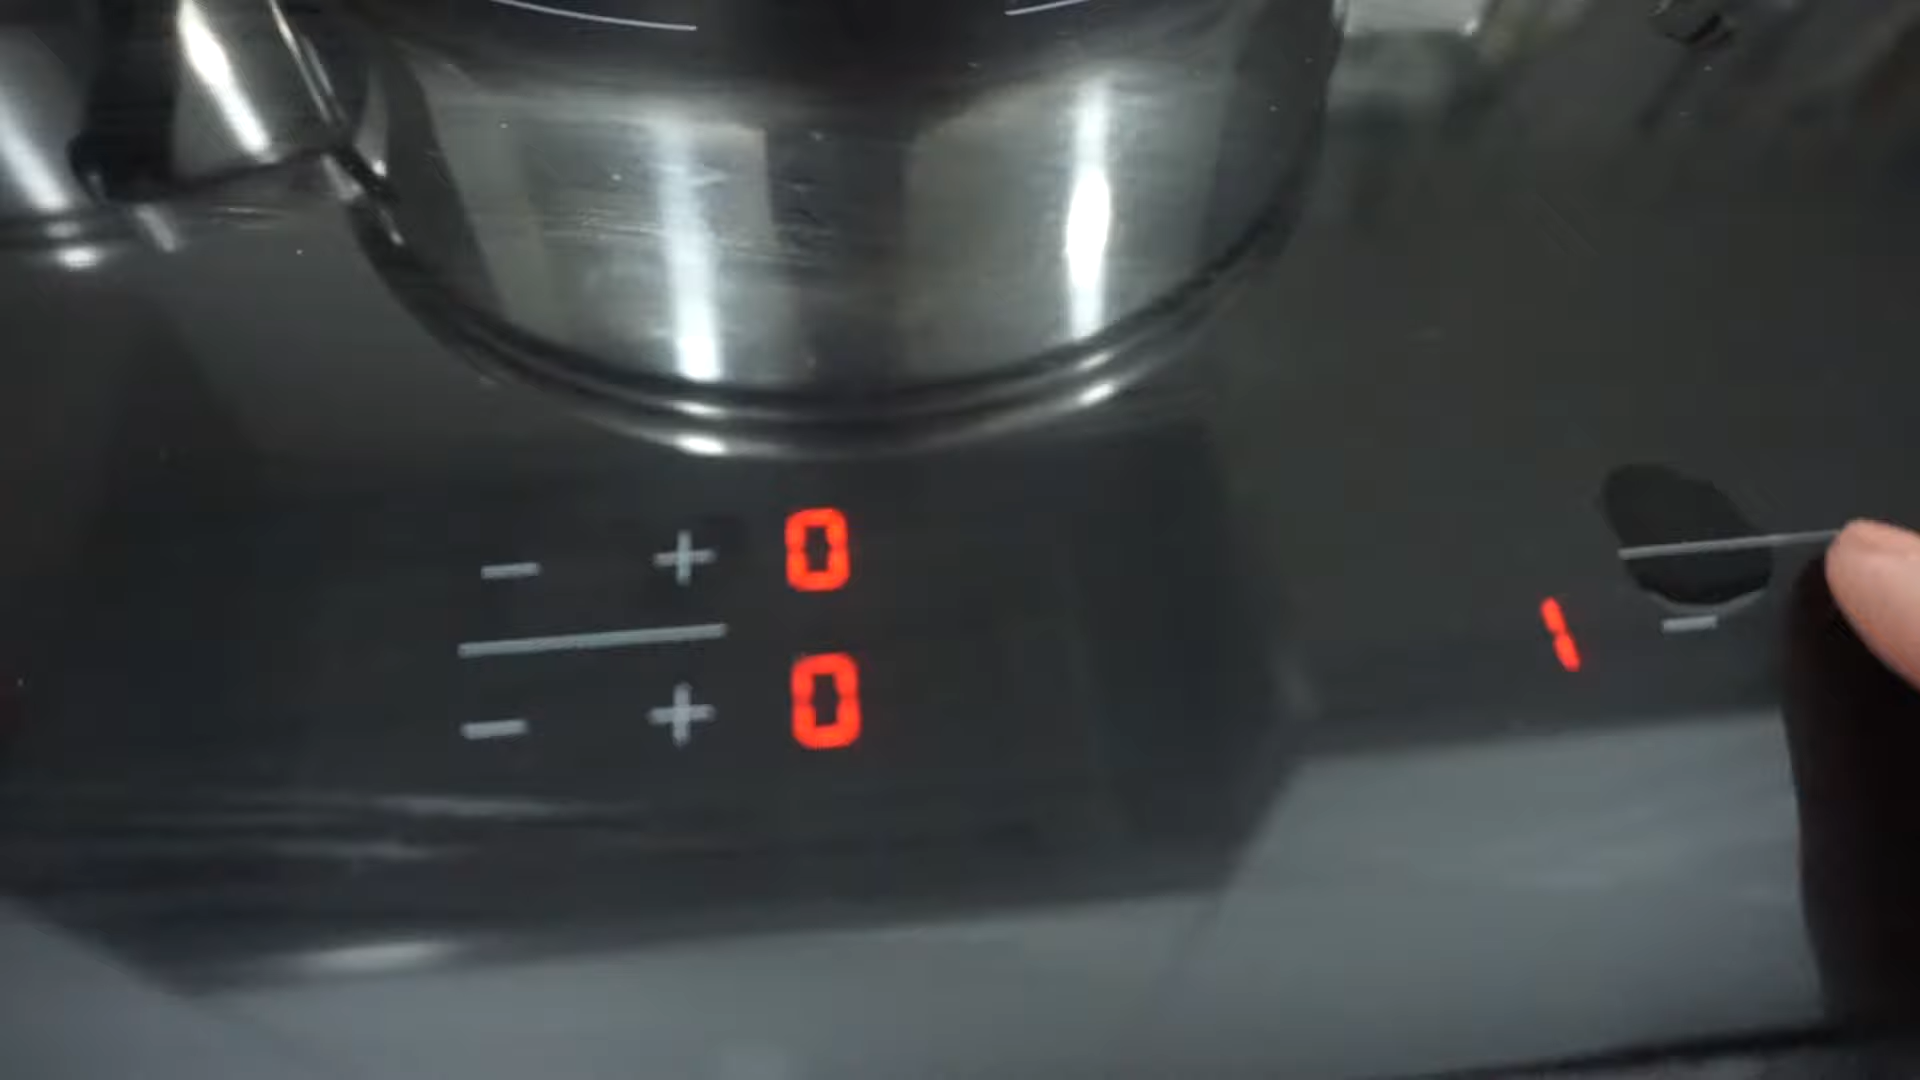 - + 0
1 -
- + 0